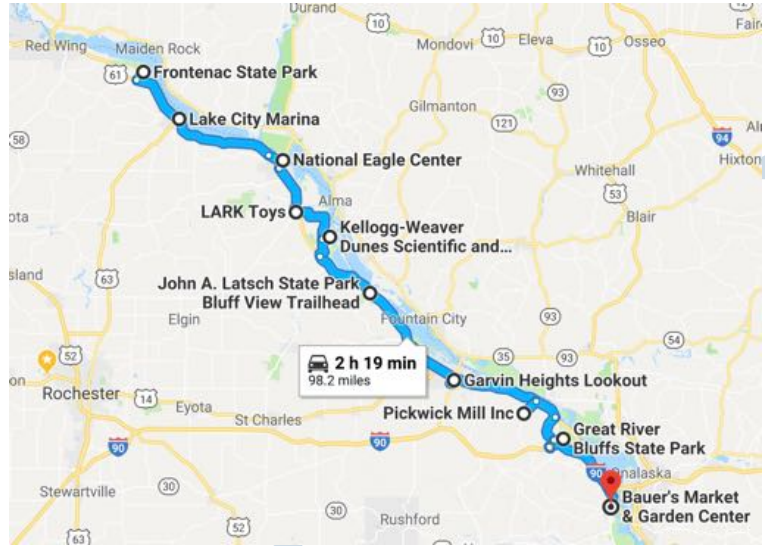 Durand
10
Mondovi
10
Eleva
Osseo
10
Red Wing
Maiden Rock
61
Frontenac State Park
Lake City Marina
Gilmanton
93
121
94
Hixton
58
National Eagle Center
Whitehall
53
Alma
LARK Toys
Blair
Kellogg-Weaver
Dunes Scientific and...
63
John A. Latsch State Park
Bluff View Trailhead
Elgin
Fountain City
93
54
52
2 h 19 min
98.2 miles
35
93
Garvin Heights Lookout
Rochester
14
Eyota
St Charles
Pickwick Mill Inc
Great River
Bluffs State Park
90
90
90
Onalaska
Stewartville
30
30
Rushford
Bauer's Market
& Garden Center
52
63